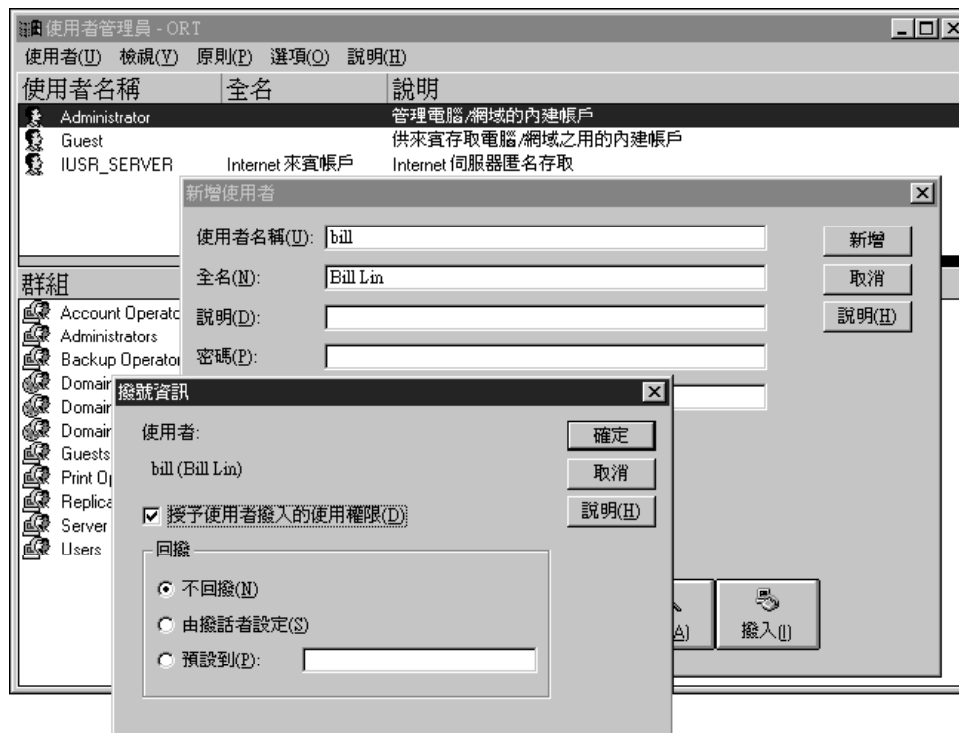 使用者管理員 - ORT
使用者(U) 檢視(V) 原則(P) 選項(O) 說明(H)
使用者名稱 全名 說明
Administrator 管理電腦/網域的內建帳戶
Guest 供來賓存取電腦/網域之用的內建帳戶
IUSR_SERVER Internet 來賓帳戶 Internet 伺服器匿名存取
新增使用者
使用者名稱(U): bill 新增
全名(N): Bill Lin 取消
說明(D): 說明(H)
密碼(P):
群組
Account Operato
Administrators
Backup Operator
Domain
Domain
Domain
Guests
Print Op
Replica
Server
Users
撥號資訊
使用者: 確定
bill (Bill Lin) 取消
授予使用者撥入的使用權限(D) 說明(H)
回撥
不回撥(N)
由撥話者設定(S)
預設到(P):
A) 撥入(I)